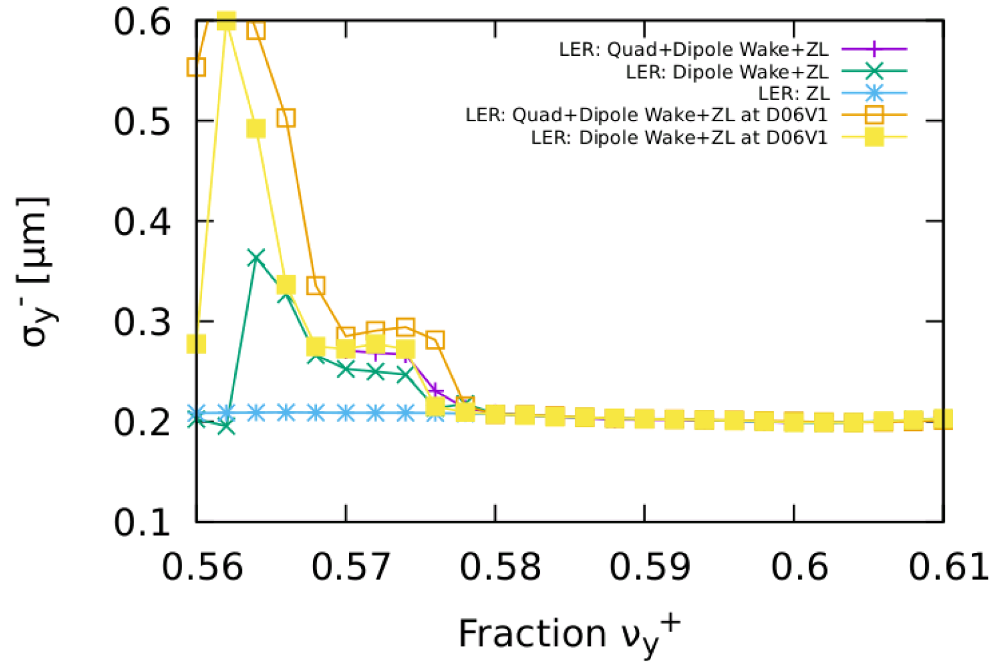 0.6
0.5
0.4
0.3
0.2
0.1
σy- [μm]
LER: Quad+Dipole Wake+ZL
LER: Dipole Wake+ZL
LER: ZL
LER: Quad+Dipole Wake+ZL at D06V1
LER: Dipole Wake+ZL at D06V1
0.56 0.57 0.58 0.59 0.6 0.61
Fraction νy+